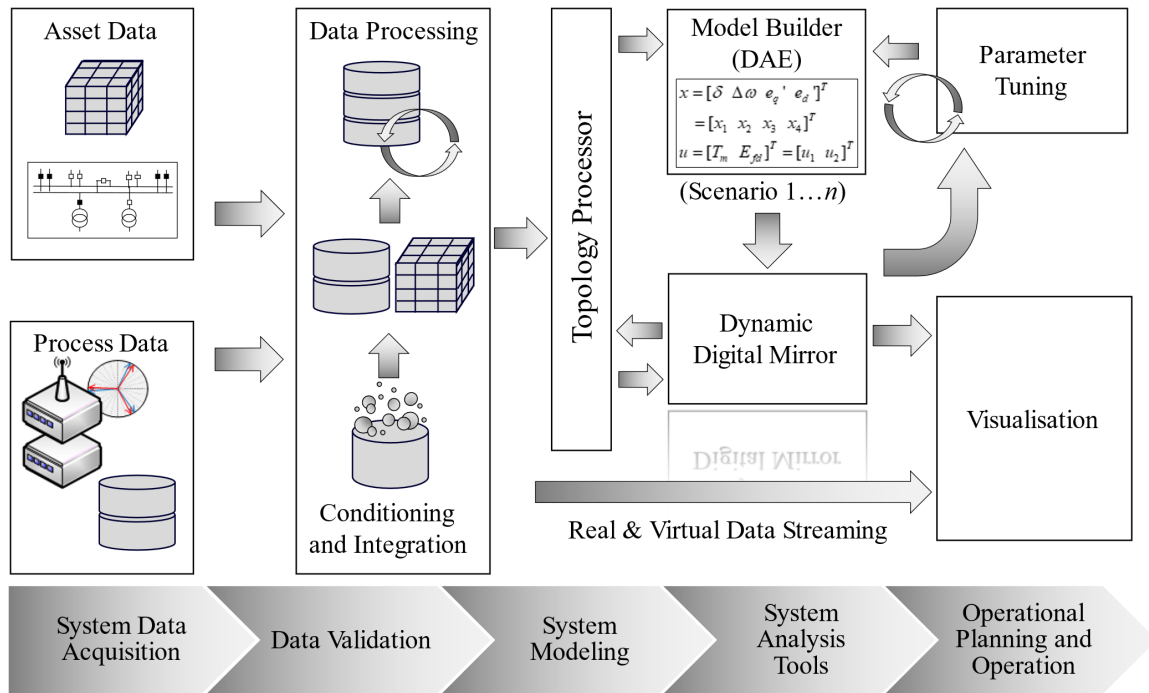 Asset Data
Process Data
Data Processing
Conditioning
and Integration
Topology Processor
Model Builder
(DAE)
x = [δ Δω e_q' e_d']^T
= [x_1 x_2 x_3 x_4]^T
u = [T_m E_fd]^T = [u_1 u_2]^T
(Scenario 1…n)
Parameter
Tuning
Dynamic
Digital Mirror
Digital Mirror
Visualisation
Real & Virtual Data Streaming
System Data
Acquisition
Data Validation
System
Modeling
System
Analysis
Tools
Operational
Planning and
Operation